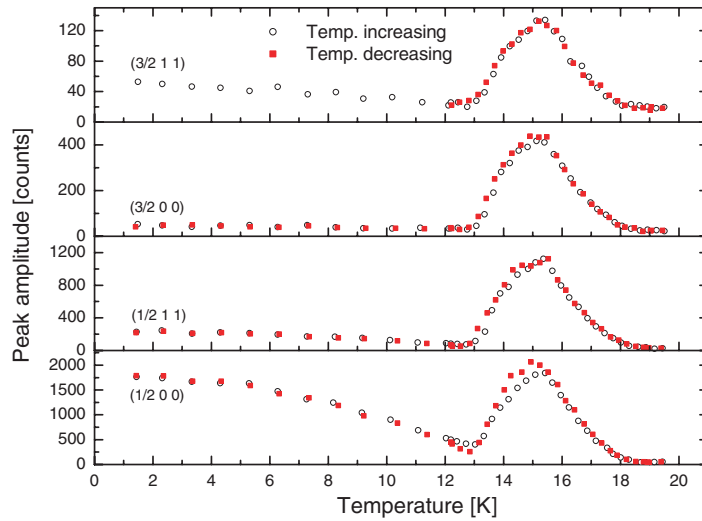 Temp. increasing
Temp. decreasing
(3/2 1 1)
120
80
40
0
(3/2 0 0)
400
200
0
(1/2 1 1)
1200
800
400
0
(1/2 0 0)
2000
1500
1000
500
0
Peak amplitude [counts]
0 2 4 6 8 10 12 14 16 18 20
Temperature [K]